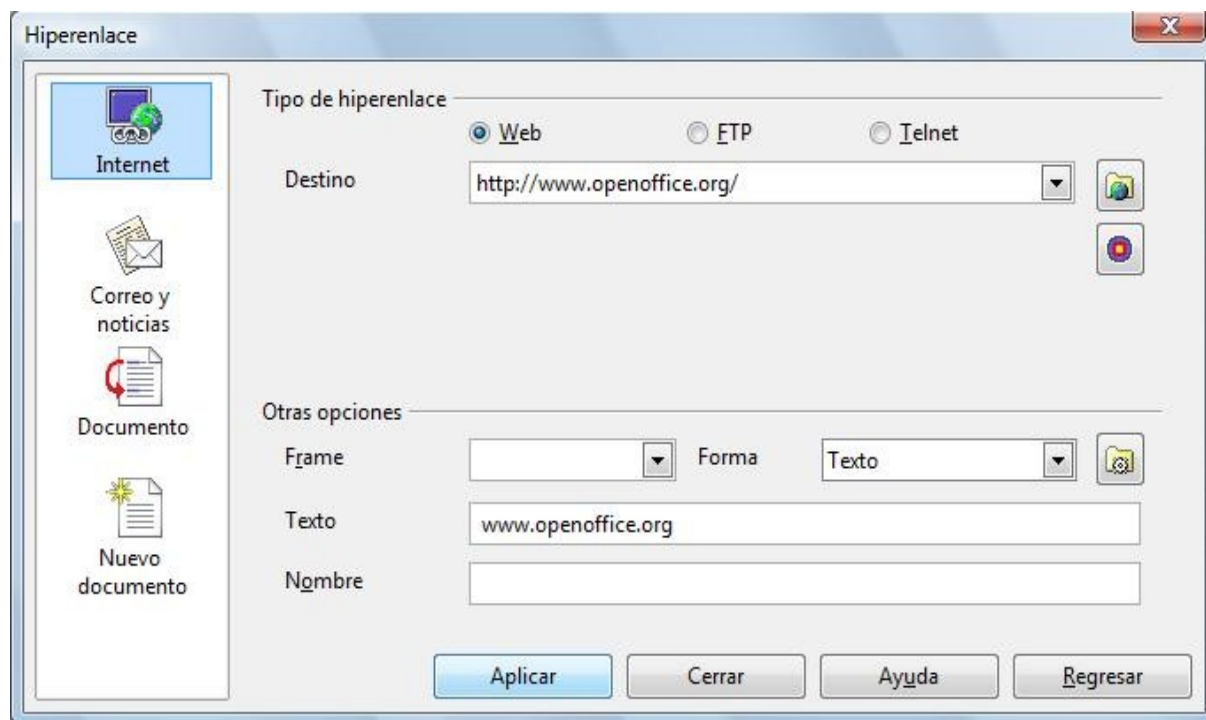 Hiperenlace
X
Internet
Correo y
noticias
Documento
Nuevo
documento
Tipo de hiperenlace
Web FTP Telnet
Destino http://www.openoffice.org/
Otras opciones
Frame Forma Texto
Texto www.openoffice.org
Nombre
Aplicar Cerrar Ayuda Regresar